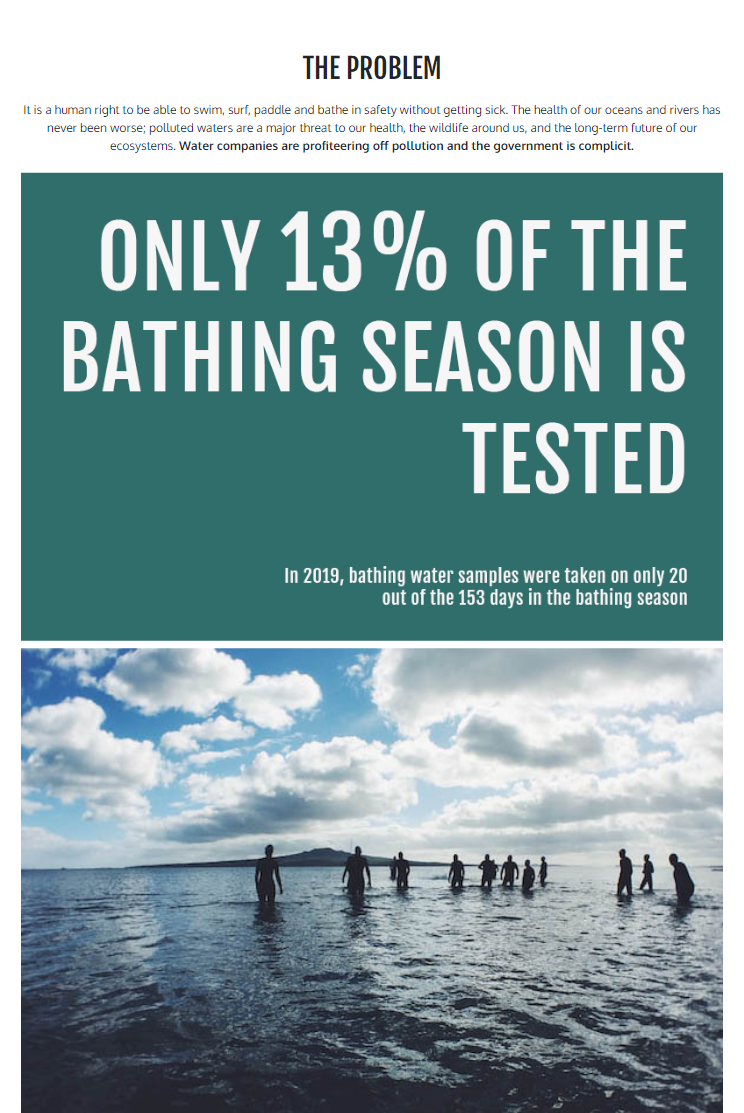 THE PROBLEM
It is a human right to be able to swim, surf, paddle and bathe in safety without getting sick. The health of our oceans and rivers has
never been worse; polluted waters are a major threat to our health, the wildlife around us, and the long-term future of our
ecosystems. Water companies are profiteering off pollution and the government is complicit.
ONLY 13% OF THE
BATHING SEASON IS
TESTED
In 2019, bathing water samples were taken on only 20
out of the 153 days in the bathing season